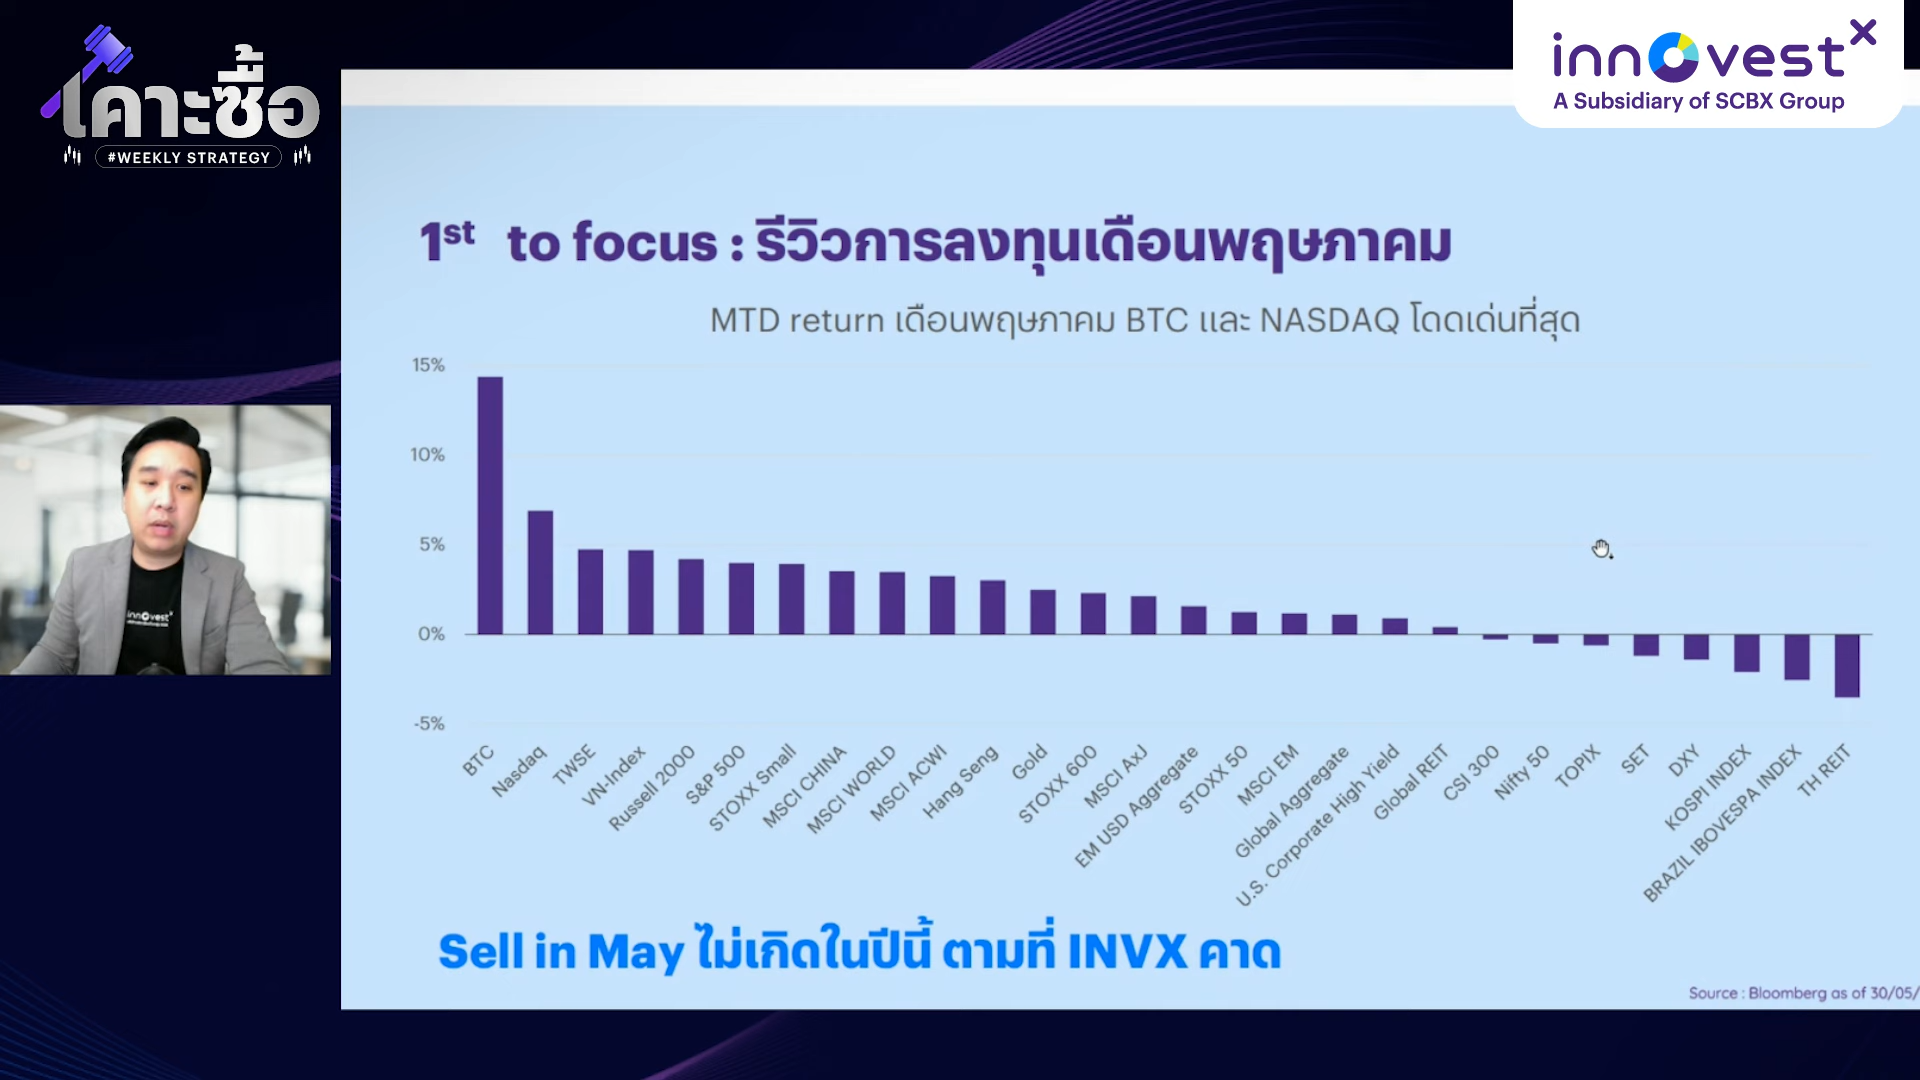 เคาะซื้อ
#WEEKLY STRATEGY
innovestX
A Subsidiary of SCBX Group
1st to focus : รีวิวการลงทุนเดือนพฤษภาคม
MTD return เดือนพฤษภาคม BTC และ NASDAQ โดดเด่นที่สุด
15%
10%
5%
0%
-5%
BTC
Nasdaq
TWSE
VN-Index
Russell 2000
S&P 500
STOXX Small
MSCI CHINA
MSCI WORLD
MSCI ACWI
Hang Seng
Gold
STOXX 600
MSCI AxJ
EM USD Aggregate
STOXX 50
MSCI EM
Global Aggregate
U.S. Corporate High Yield
Global REIT
CSI 300
Nifty 50
TOPIX
SET
DXY
KOSPI INDEX
BRAZIL IBOVESPA INDEX
TH REIT
innovestX
Sell in May ไม่เกิดในปีนี้ ตามที่ INVX คาด
Source : Bloomberg as of 30/05/